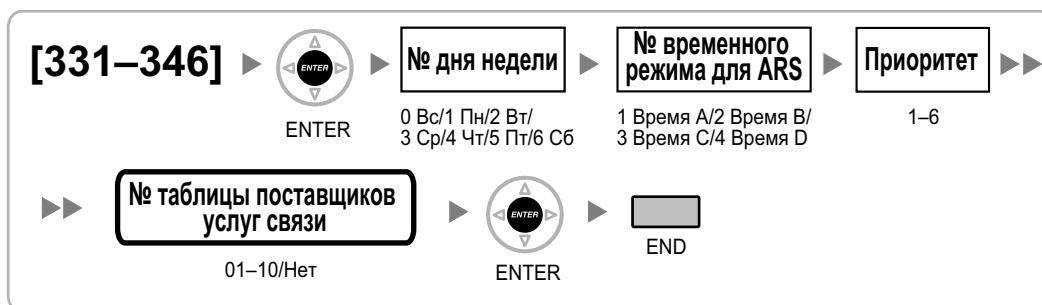 [331–346]
ENTER
ENTER
№ дня недели
0 Вс/1 Пн/2 Вт/
3 Ср/4 Чт/5 Пт/6 Сб
№ временного
режима для ARS
1 Время A/2 Время B/
3 Время C/4 Время D
Приоритет
1–6
№ таблицы поставщиков
услуг связи
01–10/Нет
ENTER
ENTER
END